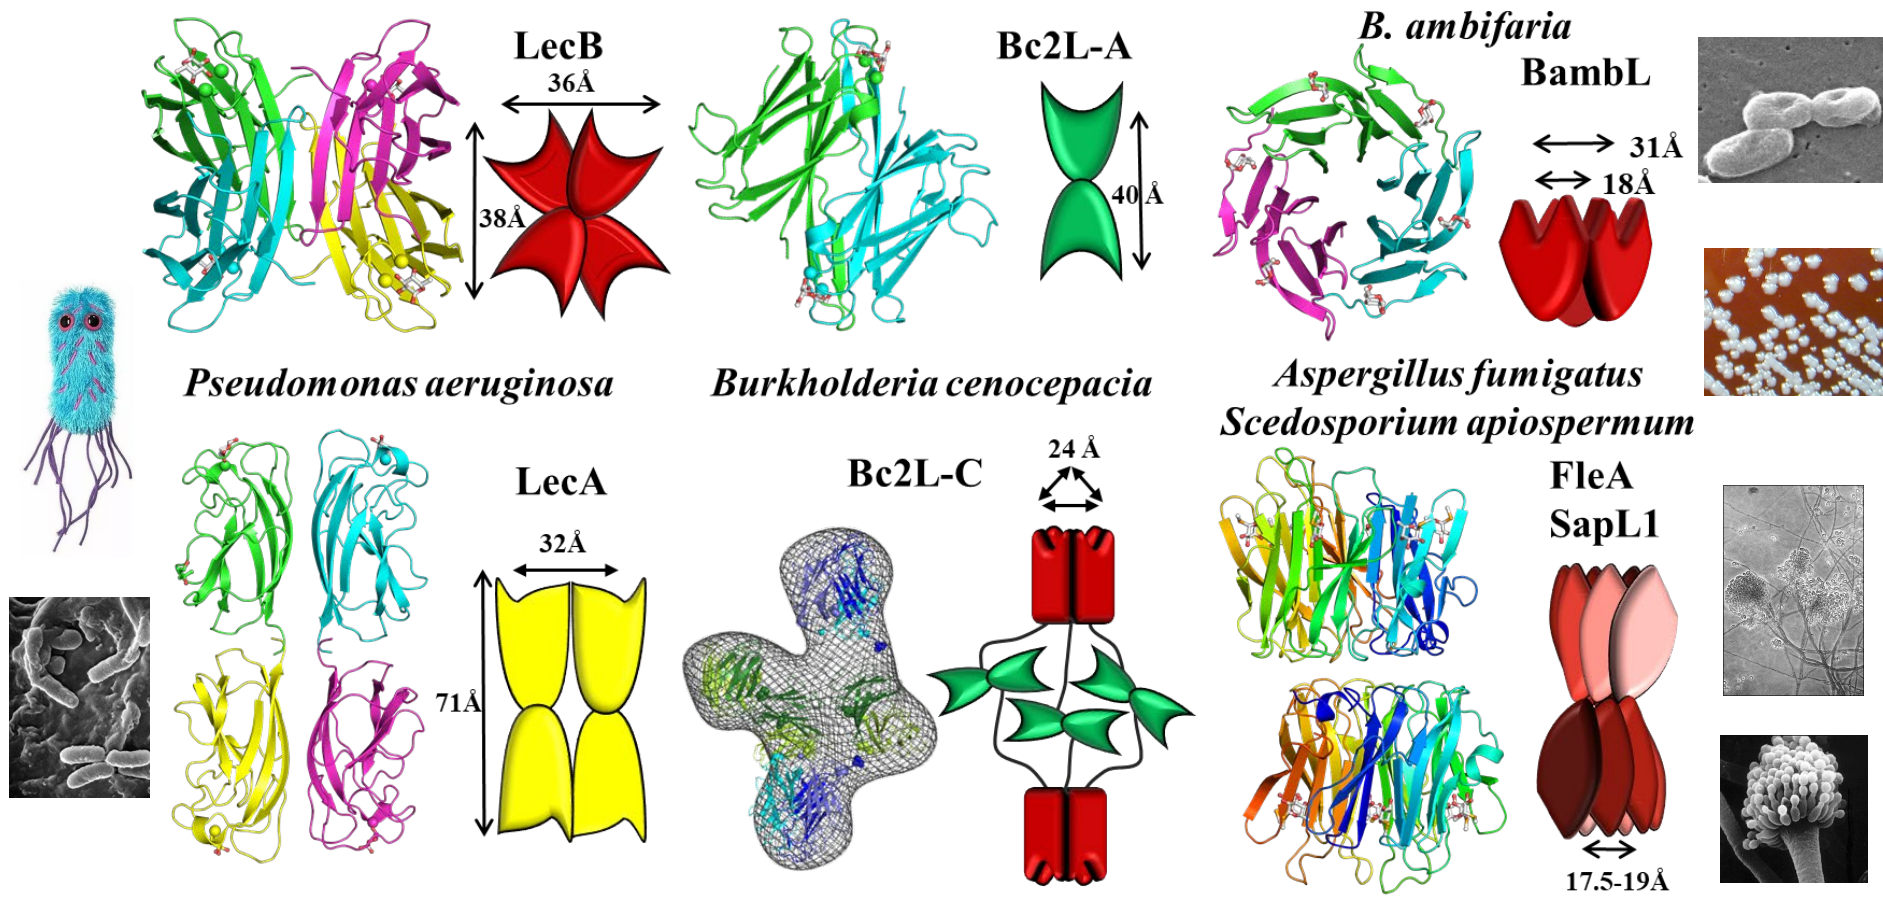 LecB
36Å
38Å
Bc2L-A
40 Å
B. ambifaria
BambL
31Å
18Å
Pseudomonas aeruginosa
Burkholderia cenocepacia
Aspergillus fumigatus
Scedosporium apiospermum
LecA
32Å
71Å
Bc2L-C
24 Å
FleA
SapL1
17.5-19Å